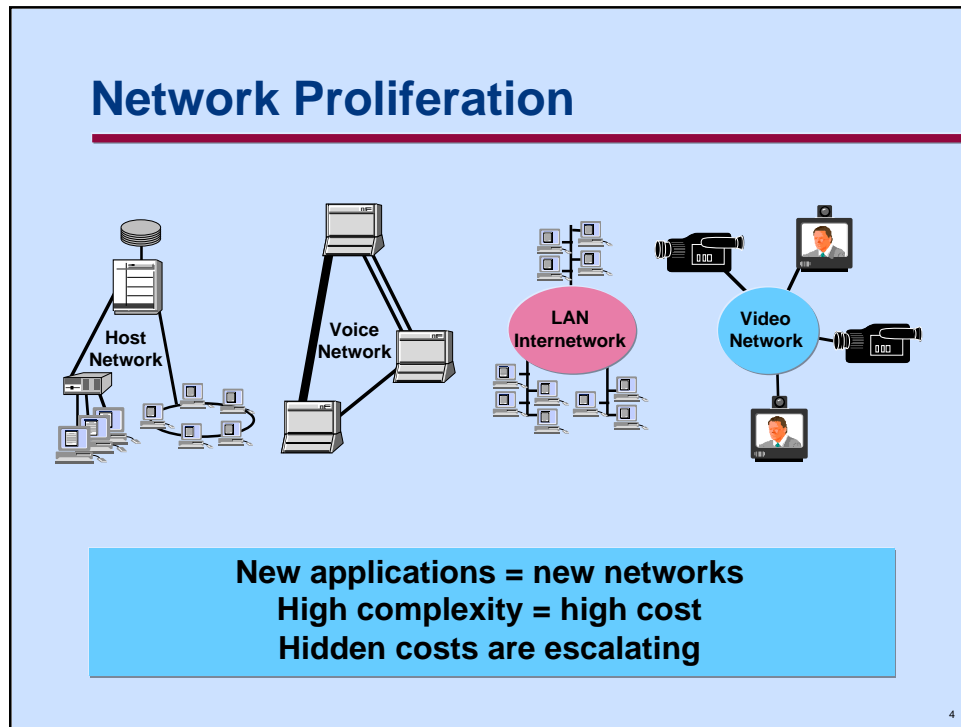 Network Proliferation
Host
Network
Voice
Network
LAN
Internetwork
Video
Network
New applications = new networks
High complexity = high cost
Hidden costs are escalating
4